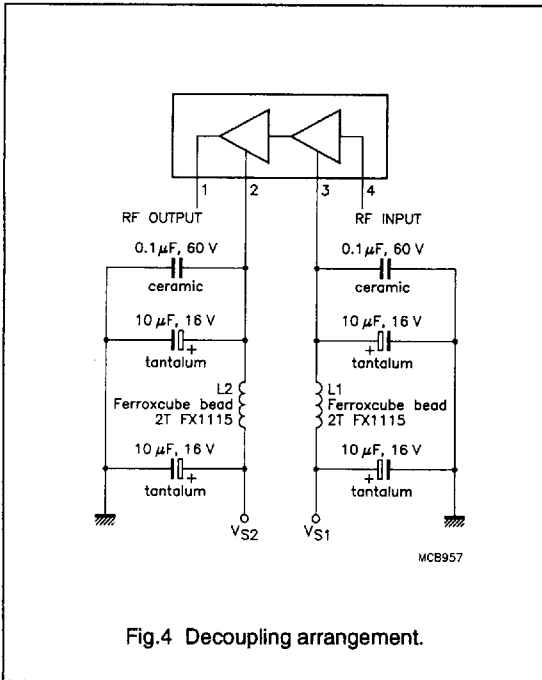 1 2 3 4
RF OUTPUT RF INPUT
0.1 µF, 60 V 0.1 µF, 60 V
ceramic ceramic
10 µF, 16 V 10 µF, 16 V
+ +
tantalum tantalum
L2 L1
Ferroxcube bead Ferroxcube bead
2T FX1115 2T FX1115
10 µF, 16 V 10 µF, 16 V
+ +
tantalum tantalum
VS2 VS1
MCB957
Fig.4 Decoupling arrangement.